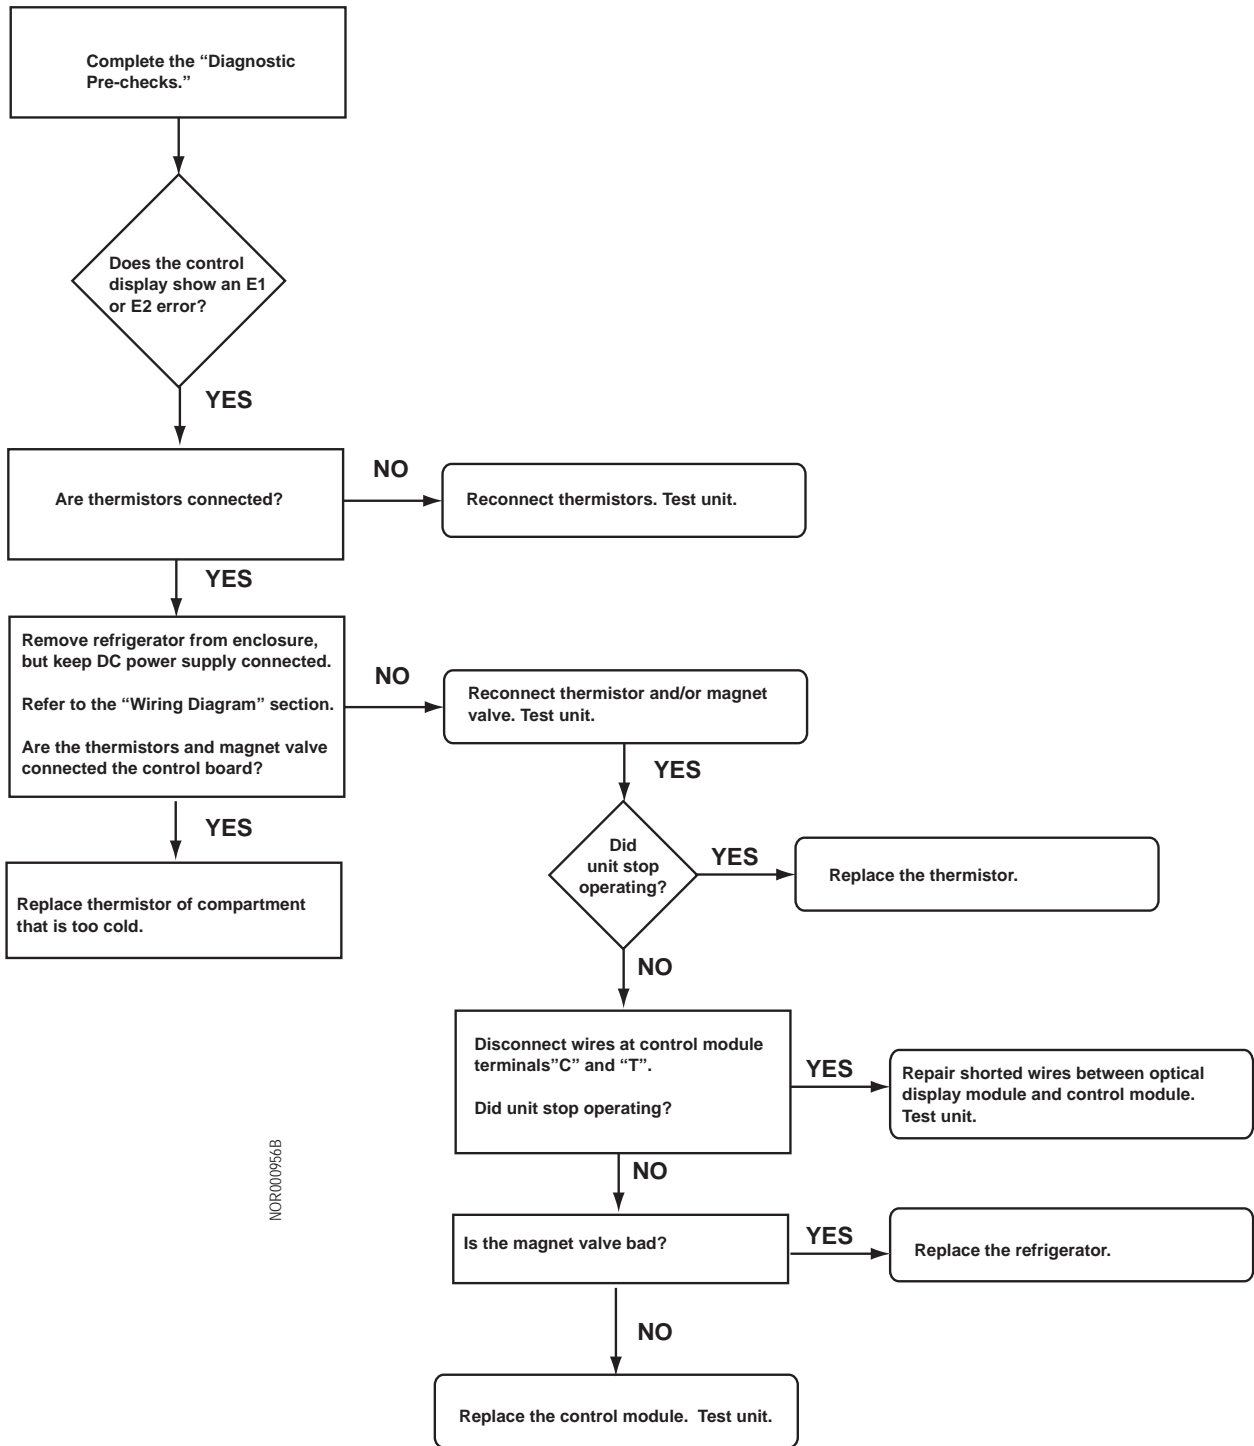 Complete the “Diagnostic
Pre-checks.”
Does the control
display show an E1
or E2 error?
YES
Are thermistors connected?
NO
Reconnect thermistors. Test unit.
YES
Remove refrigerator from enclosure,
but keep DC power supply connected.
Refer to the “Wiring Diagram” section.
Are the thermistors and magnet valve
connected the control board?
NO
Reconnect thermistor and/or magnet
valve. Test unit.
YES
YES
Replace thermistor of compartment
that is too cold.
Did
unit stop
operating?
YES
Replace the thermistor.
NO
Disconnect wires at control module
terminals”C” and “T”.
Did unit stop operating?
YES
Repair shorted wires between optical
display module and control module.
Test unit.
NO
Is the magnet valve bad?
YES
Replace the refrigerator.
NO
Replace the control module. Test unit.
NOR000956B